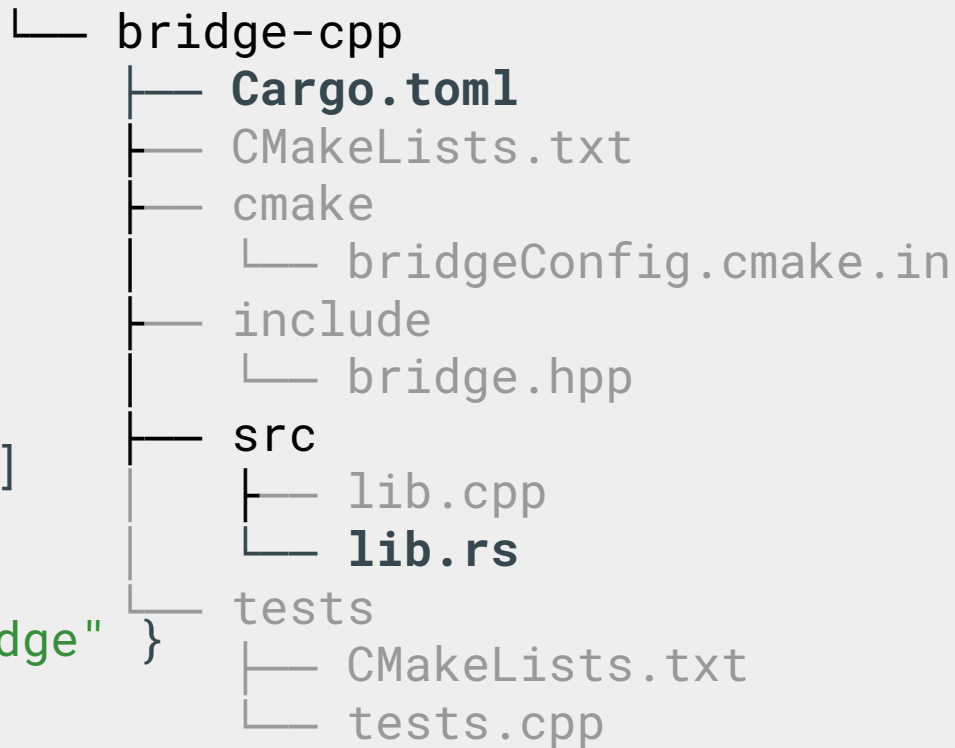 └── bridge-cpp
├── Cargo.toml
├── CMakeLists.txt
├── cmake
│   └── bridgeConfig.cmake.in
├── include
│   └── bridge.hpp
├── src
]
│   ├── lib.cpp
│   └── lib.rs
└── tests
dge" }
├── CMakeLists.txt
└── tests.cpp